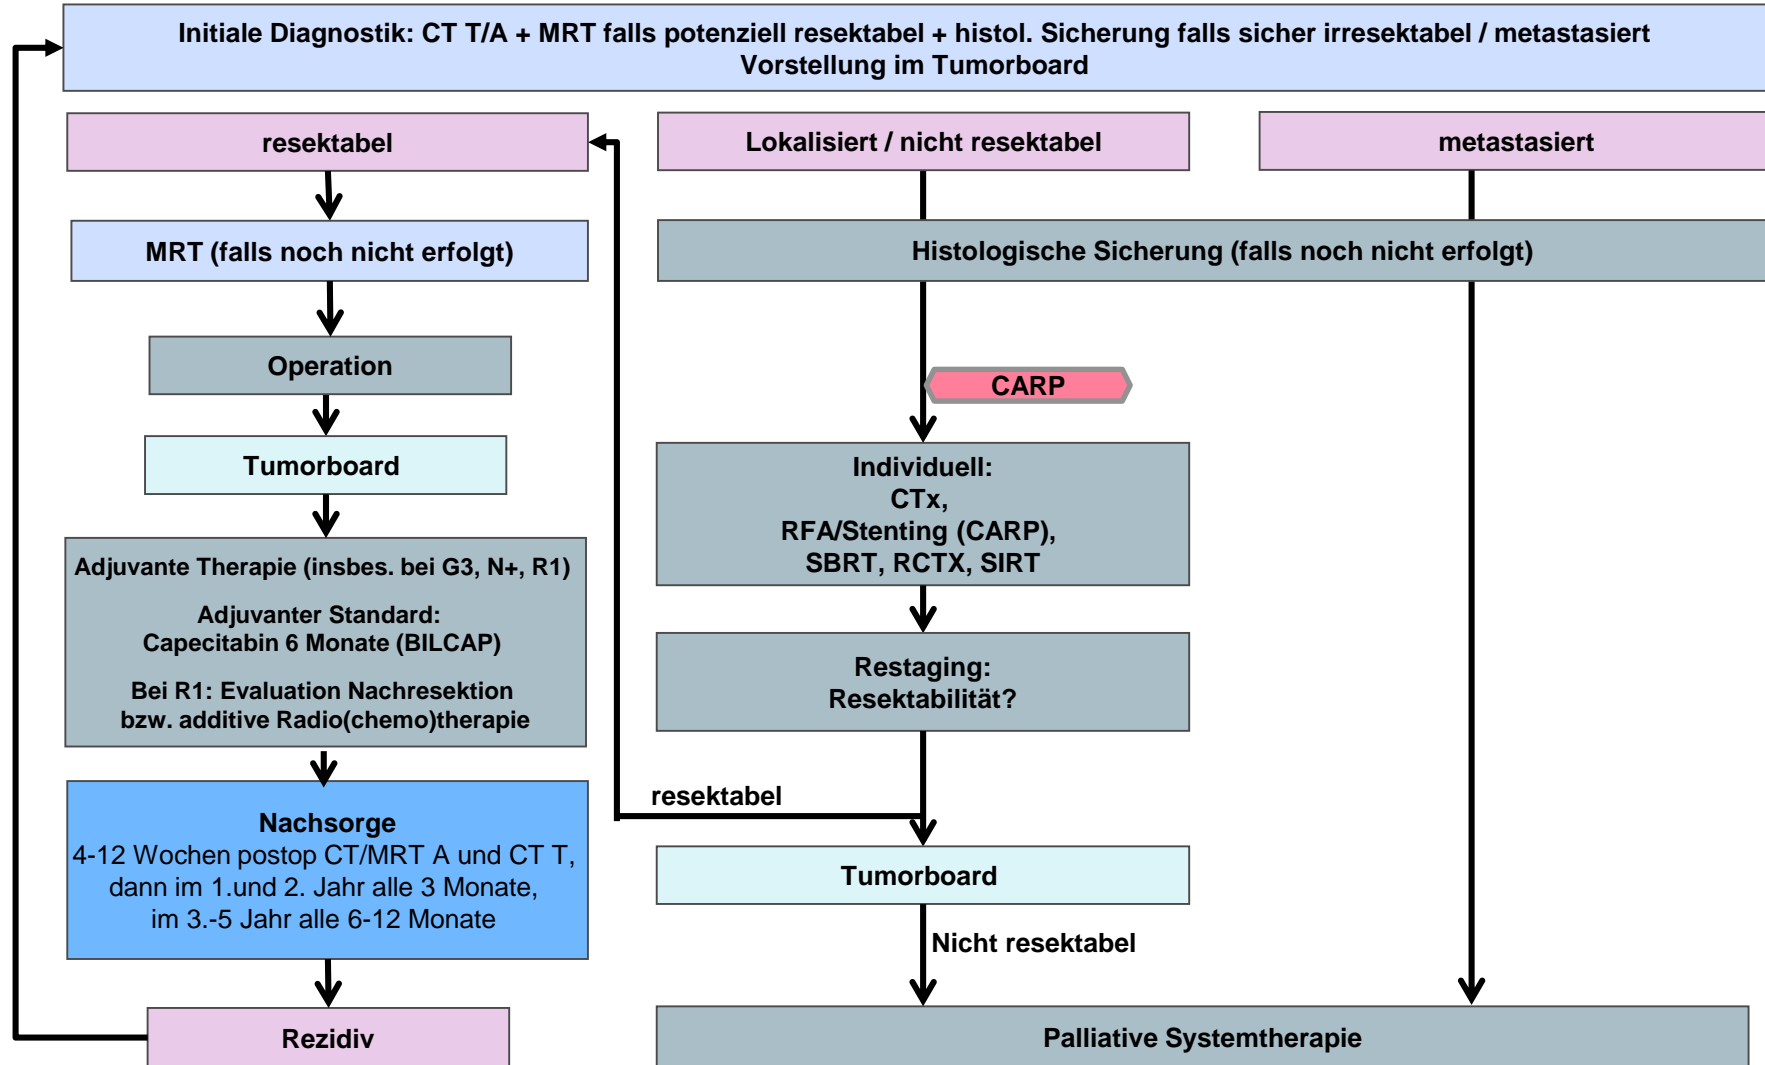 Initiale Diagnostik: CT T/A + MRT falls potenziell resektabel + histol. Sicherung falls sicher irresektabel / metastasiert
Vorstellung im Tumorboard
resektabel
Lokalisiert / nicht resektabel
metastasiert
MRT (falls noch nicht erfolgt)
Histologische Sicherung (falls noch nicht erfolgt)
Operation
CARP
Tumorboard
Individuell:
CTx,
RFA/Stenting (CARP),
SBRT, RCTX, SIRT
Adjuvante Therapie (insbes. bei G3, N+, R1)
Adjuvanter Standard:
Capecitabin 6 Monate (BILCAP)
Bei R1: Evaluation Nachresektion
bzw. additive Radio(chemo)therapie
Restaging:
Resektabilität?
resektabel
Nachsorge
4-12 Wochen postop CT/MRT A und CT T,
dann im 1.und 2. Jahr alle 3 Monate,
im 3.-5 Jahr alle 6-12 Monate
Tumorboard
Nicht resektabel
Rezidiv
Palliative Systemtherapie